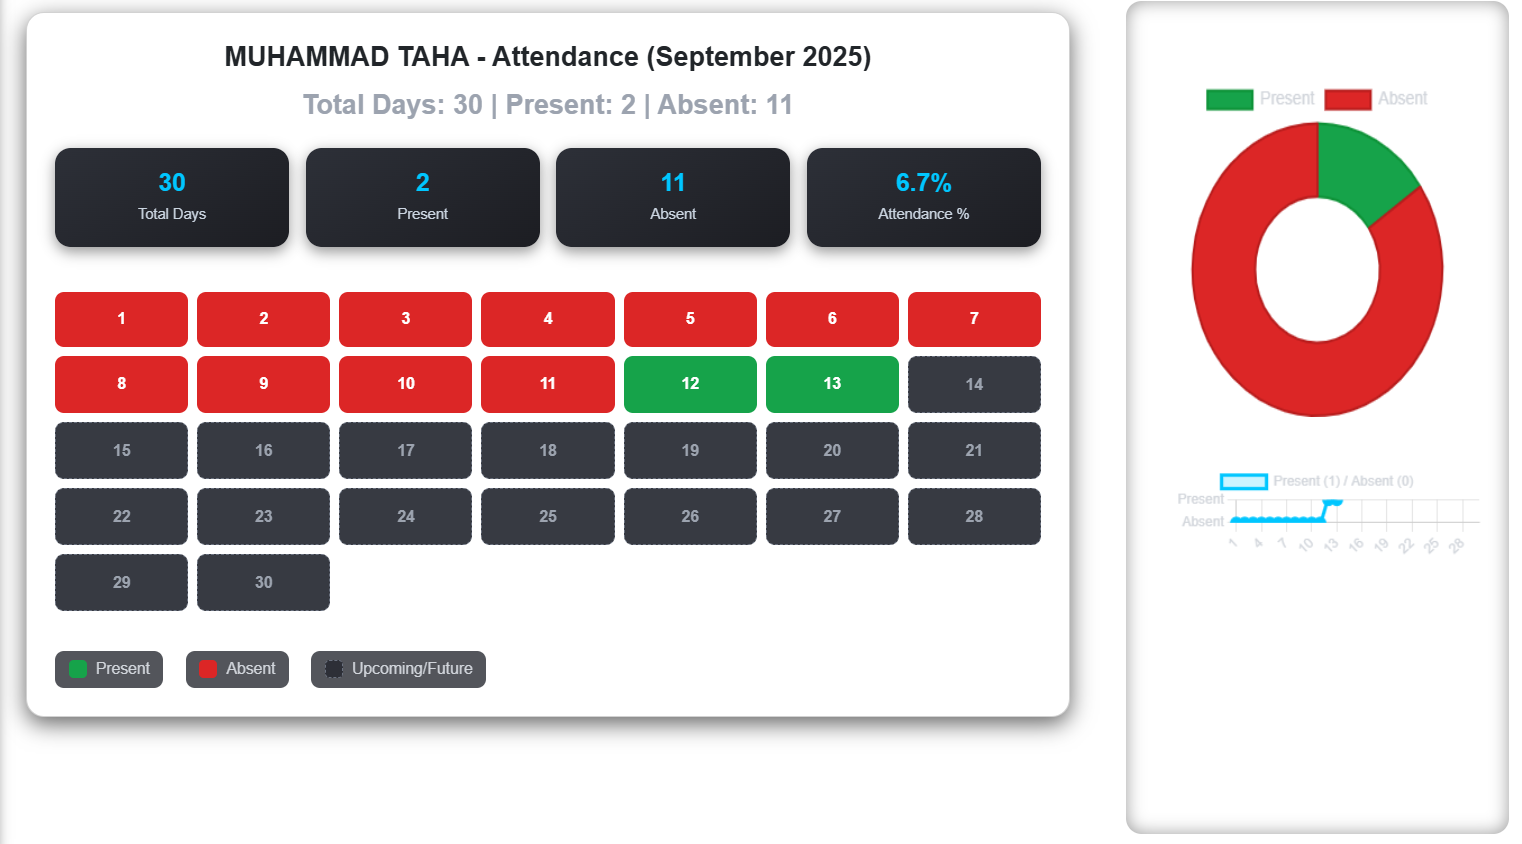 MUHAMMAD TAHA - Attendance (September 2025)
Total Days: 30 | Present: 2 | Absent: 11
30
Total Days
2
Present
11
Absent
6.7%
Attendance %
1 2 3 4 5 6 7
8 9 10 11 12 13 14
15 16 17 18 19 20 21
22 23 24 25 26 27 28
29 30
Present Absent Upcoming/Future
Present Absent
Present (1) / Absent (0)
Present
Absent
1 4 7 10 13 16 19 22 25 28